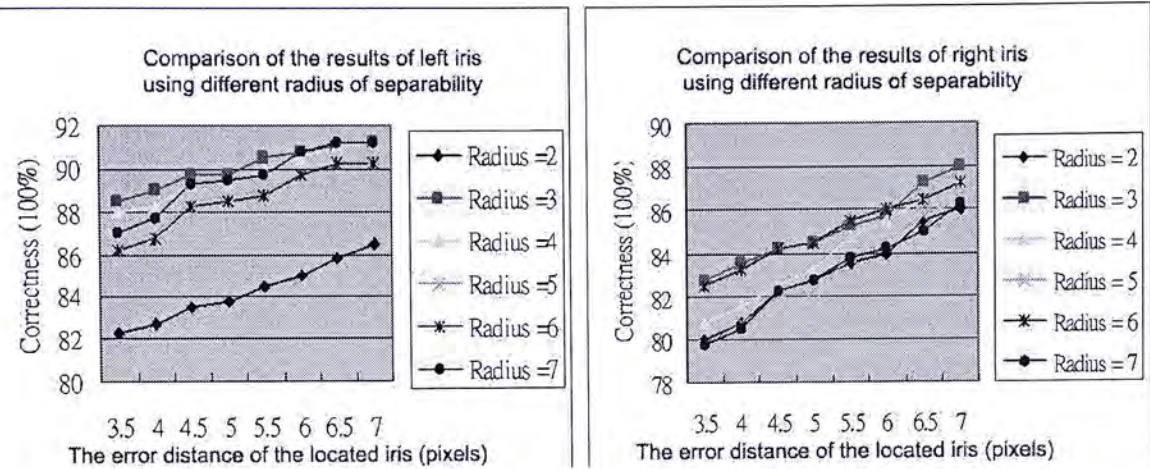 Comparison of the results of left iris
using different radius of separability
Correctness (100%)
92
90
88
86
84
82
80
3.5 4 4.5 5 5.5 6 6.5 7
The error distance of the located iris (pixels)
Radius =2
Radius =3
Radius =4
Radius =5
Radius =6
Radius =7
Comparison of the results of right iris
using different radius of separability
Correctness (100%;
90
88
86
84
82
80
78
3.5 4 4.5 5 5.5 6 6.5 7
The error distance of the located iris (pixels)
Radius = 2
Radius = 3
Radius = 4
Radius = 5
Radius = 6
Radius = 7